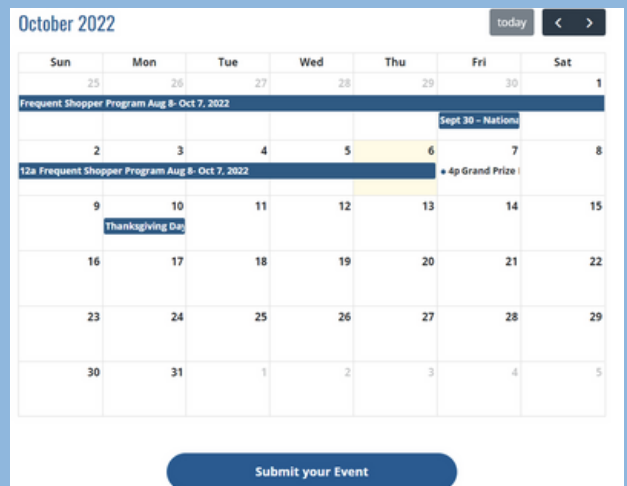 October 2022
today
Sun Mon Tue Wed Thu Fri Sat
25 26 27 28 29 30 1
Frequent Shopper Program Aug 8- Oct 7, 2022
Sept 30 – Nationa
2 3 4 5 6 7 8
12a Frequent Shopper Program Aug 8- Oct 7, 2022
4p Grand Prize
9 10 11 12 13 14 15
Thanksgiving Day
16 17 18 19 20 21 22
23 24 25 26 27 28 29
30 31 1 2 3 4 5
Submit your Event